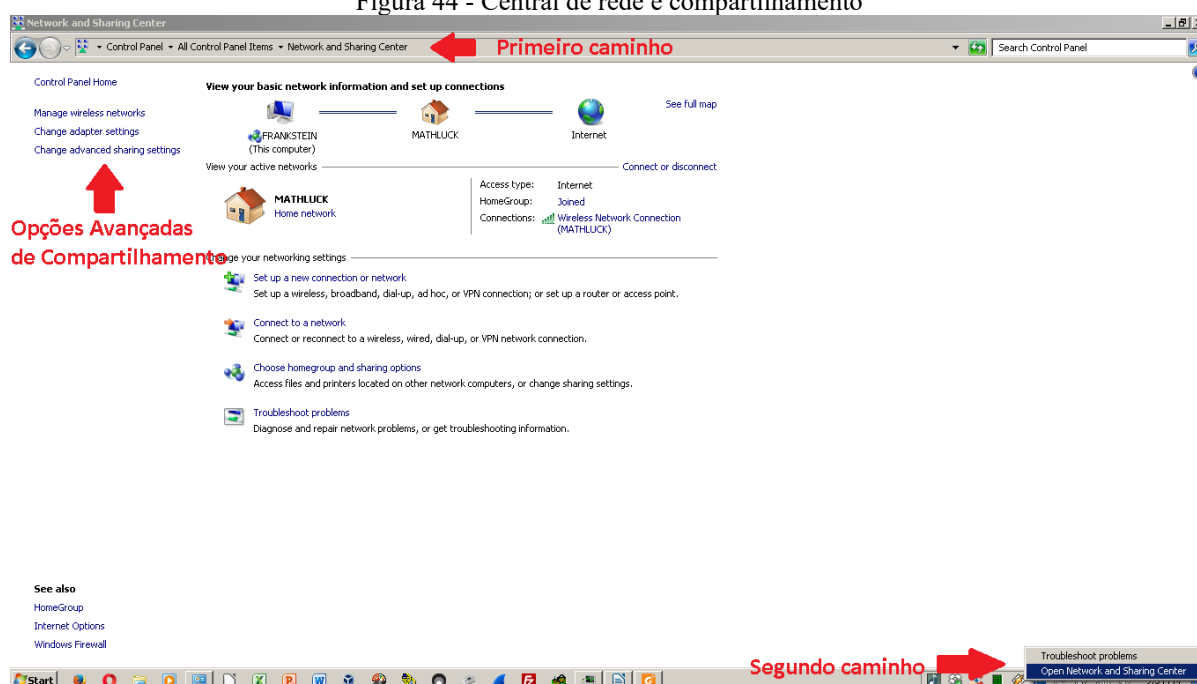 Figura 44 - Central de rede e compartilhamento
Network and Sharing Center
Control Panel All Control Panel Items Network and Sharing Center
Primeiro caminho
Search Control Panel
Control Panel Home
Manage wireless networks
Change adapter settings
Change advanced sharing settings
Opções Avançadas
de Compartilhamento
View your basic network information and set up connections
See full map
FRANKSTEIN
(This computer)
MATHLUCK
Internet
View your active networks
Connect or disconnect
MATHLUCK
Home network
Access type: Internet
HomeGroup: Joined
Connections: Wireless Network Connection
(MATHLUCK)
Change your networking settings
Set up a new connection or network
Set up a wireless, broadband, dial-up, ad hoc, or VPN connection; or set up a router or access point.
Connect to a network
Connect or reconnect to a wireless, wired, dial-up, or VPN network connection.
Choose homegroup and sharing options
Access files and printers located on other network computers, or change sharing settings.
Troubleshoot problems
Diagnose and repair network problems, or get troubleshooting information.
See also
HomeGroup
Internet Options
Windows Firewall
Segundo caminho
Troubleshoot problems
Open Network and Sharing Center
Start